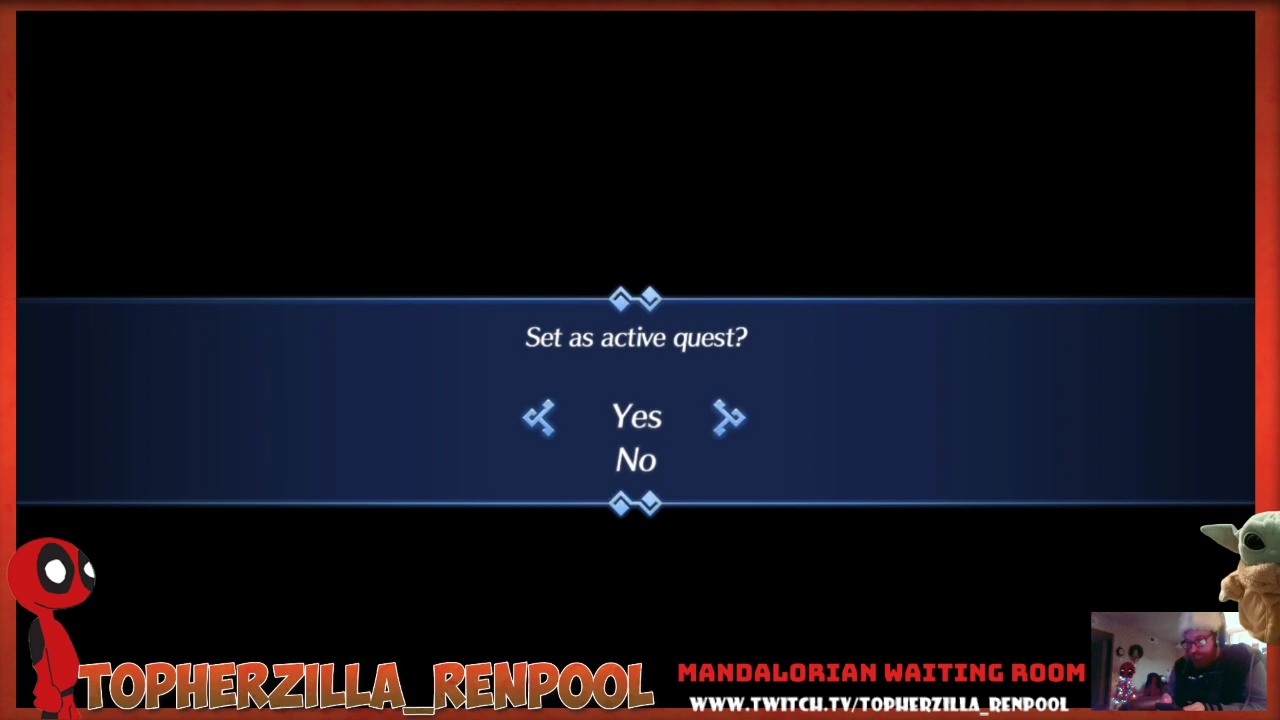 Set as active quest?
Yes
No
TOPHERZILLA_RENPOOL
MANDALORIAN WAITING ROOM
WWW.TWITCH.TV/TOPHERZILLA_RENPOOL